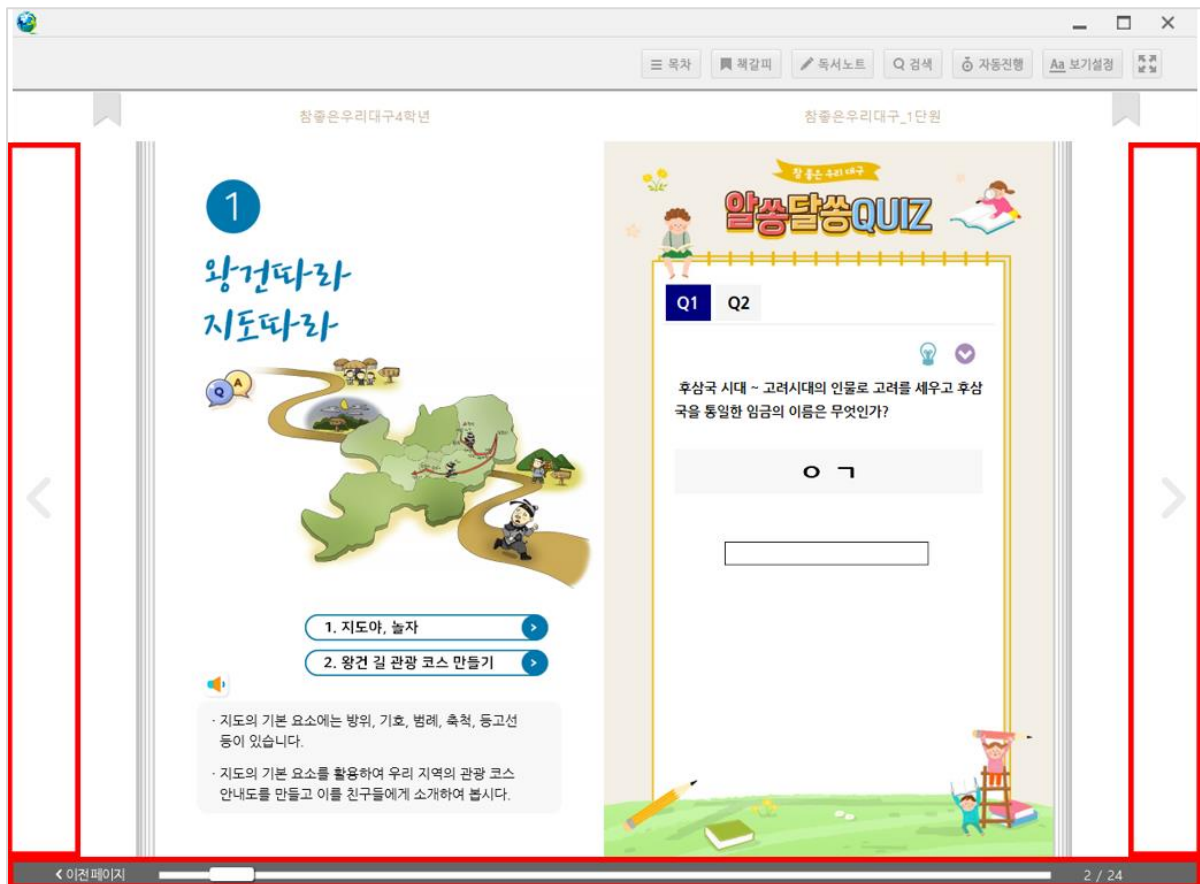 목차
책갈피
독서노트
검색
자동진행
Aa 보기설정
참좋은우리대구4학년
참좋은우리대구_1단원
1
왕건따라
지도따라
Q A
1. 지도야, 놀자
2. 왕건 길 관광 코스 만들기
· 지도의 기본 요소에는 방위, 기호, 범례, 축척, 등고선
등이 있습니다.
· 지도의 기본 요소를 활용하여 우리 지역의 관광 코스
안내도를 만들고 이를 친구들에게 소개하여 봅시다.
참 좋은 우리 대구
알쏭달쏭QUIZ
Q1 Q2
후삼국 시대 ~ 고려시대의 인물로 고려를 세우고 후삼
국을 통일한 임금의 이름은 무엇인가?
ㅇ ㄱ
이전페이지
2 / 24